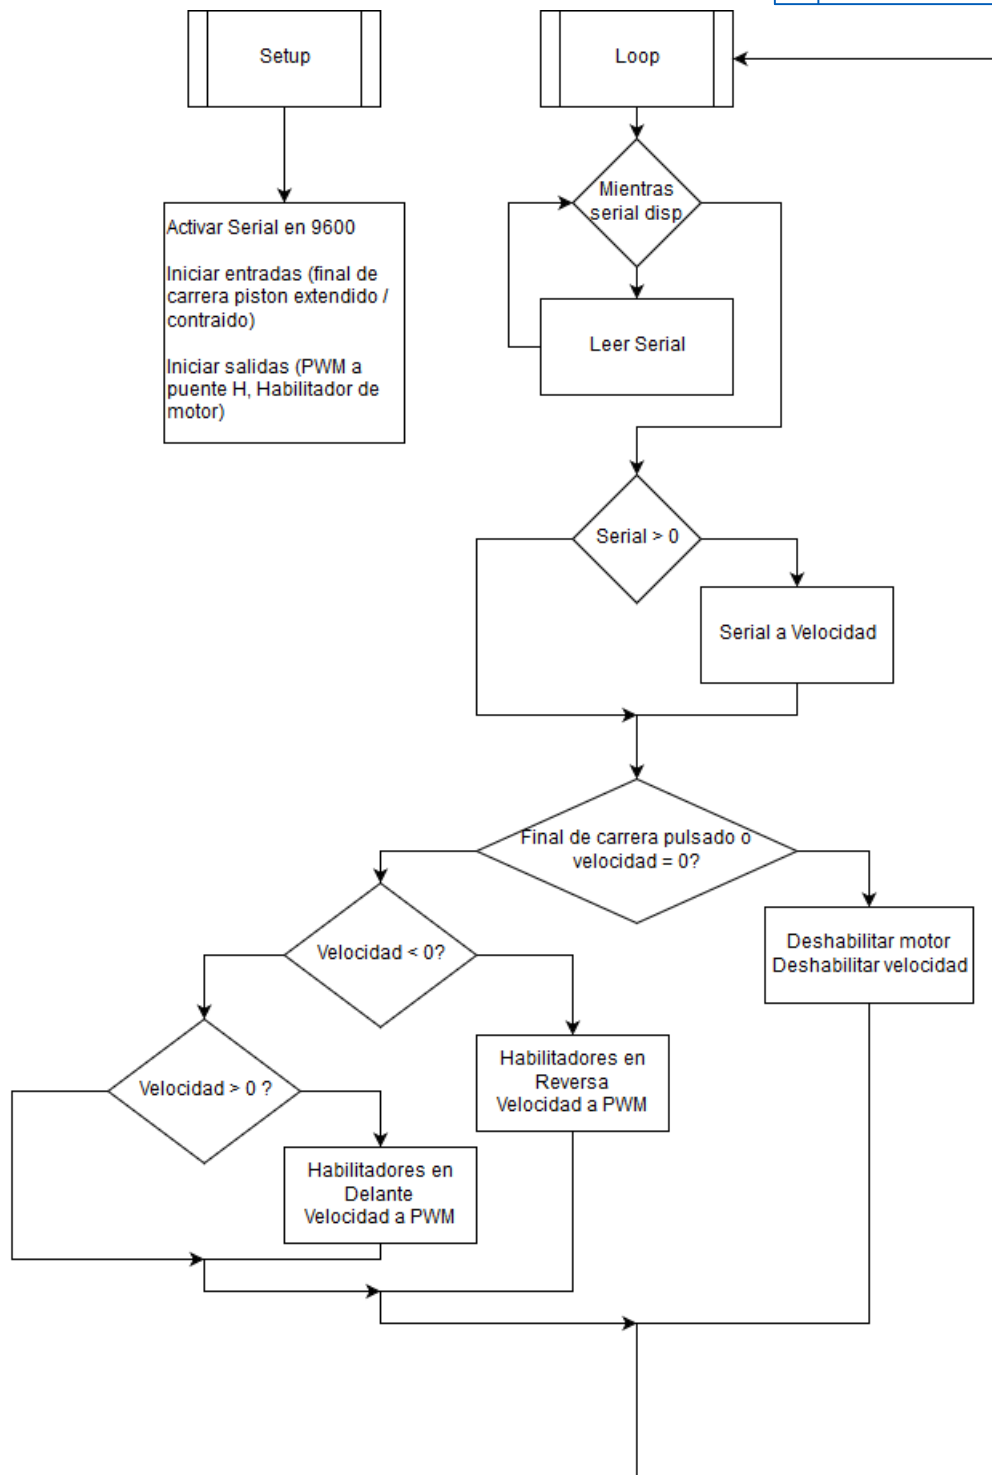 Setup
Loop
Activar Serial en 9600
Iniciar entradas (final de
carrera piston extendido /
contraido)
Iniciar salidas (PWM a
puente H, Habilitador de
motor)
Mientras
serial disp.
Leer Serial
Serial > 0
Serial a Velocidad
Final de carrera pulsado o
velocidad = 0?
Velocidad < 0?
Deshabilitar motor
Deshabilitar velocidad
Velocidad > 0 ?
Habilitadores en
Reversa
Velocidad a PWM
Habilitadores en
Delante
Velocidad a PWM